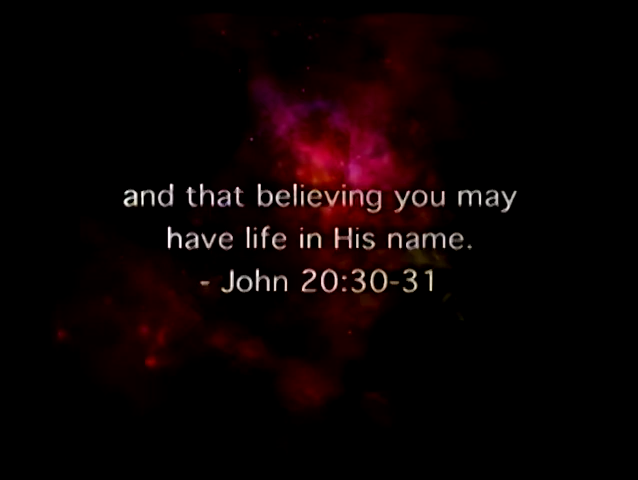 and that believing you may
have life in His name.
- John 20:30-31